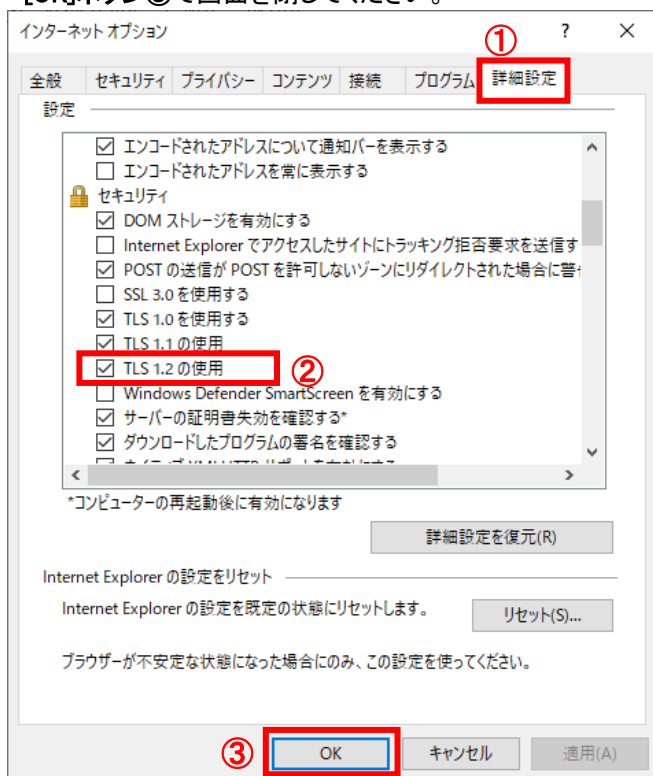 [OK]ボタン③で画面を閉じてください。
インターネット オプション
① ? ×
全般 セキュリティ プライバシー コンテンツ 接続 プログラム 詳細設定
設定
エンコードされたアドレスについて通知バーを表示する
エンコードされたアドレスを常に表示する
セキュリティ
DOM ストレージを有効にする
Internet Explorer でアクセスしたサイトにトラッキング拒否要求を送信す
POST の送信が POST を許可しないゾーンにリダイレクトされた場合に警
SSL 3.0 を使用する
TLS 1.0 を使用する
TLS 1.1 の使用
TLS 1.2 の使用 ②
Windows Defender SmartScreen を有効にする
サーバーの証明書失効を確認する*
ダウンロードしたプログラムの署名を確認する
*コンピューターの再起動後に有効になります
詳細設定を復元(R)
Internet Explorer の設定をリセット
Internet Explorer の設定を既定の状態にリセットします。
リセット(S)...
ブラウザーが不安定な状態になった場合にのみ、この設定を使ってください。
③ OK キャンセル 適用(A)